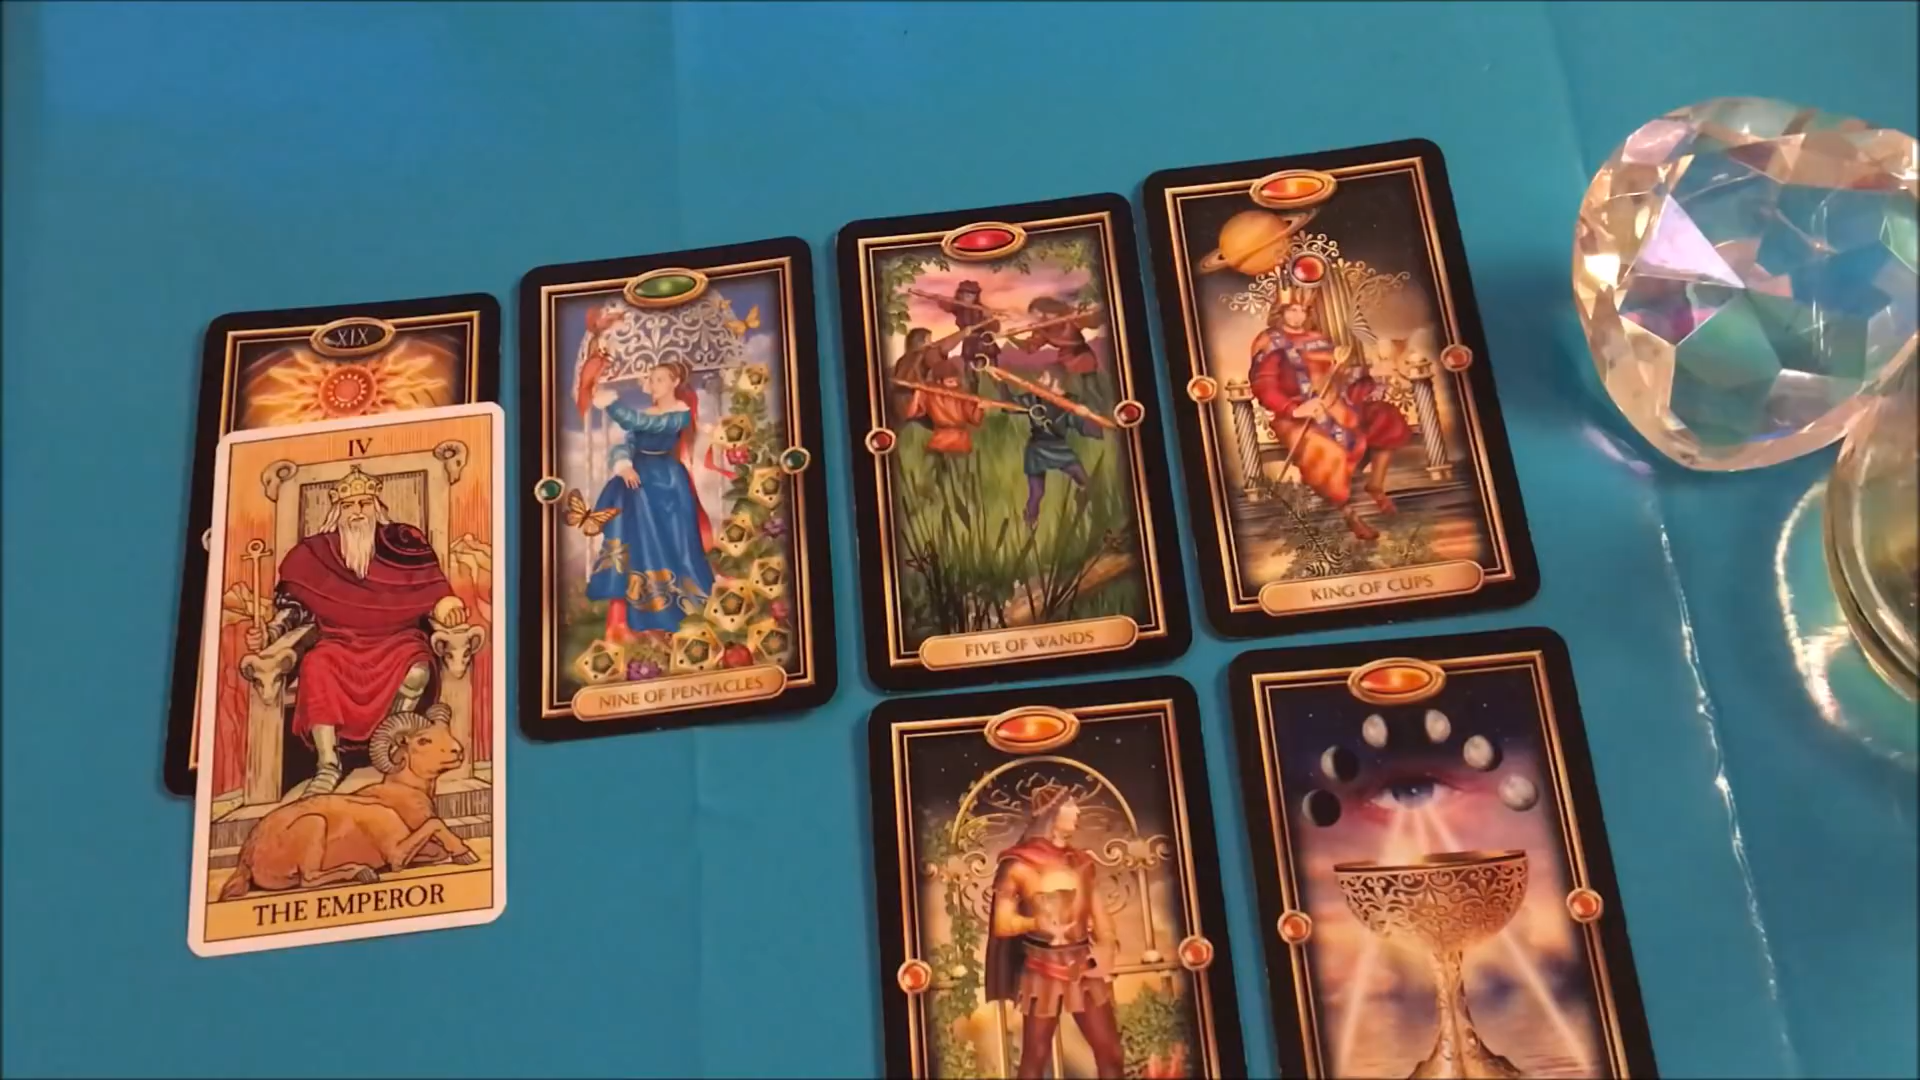 XIX
IV
THE EMPEROR
NINE OF PENTACLES
FIVE OF WANDS
KING OF CUPS